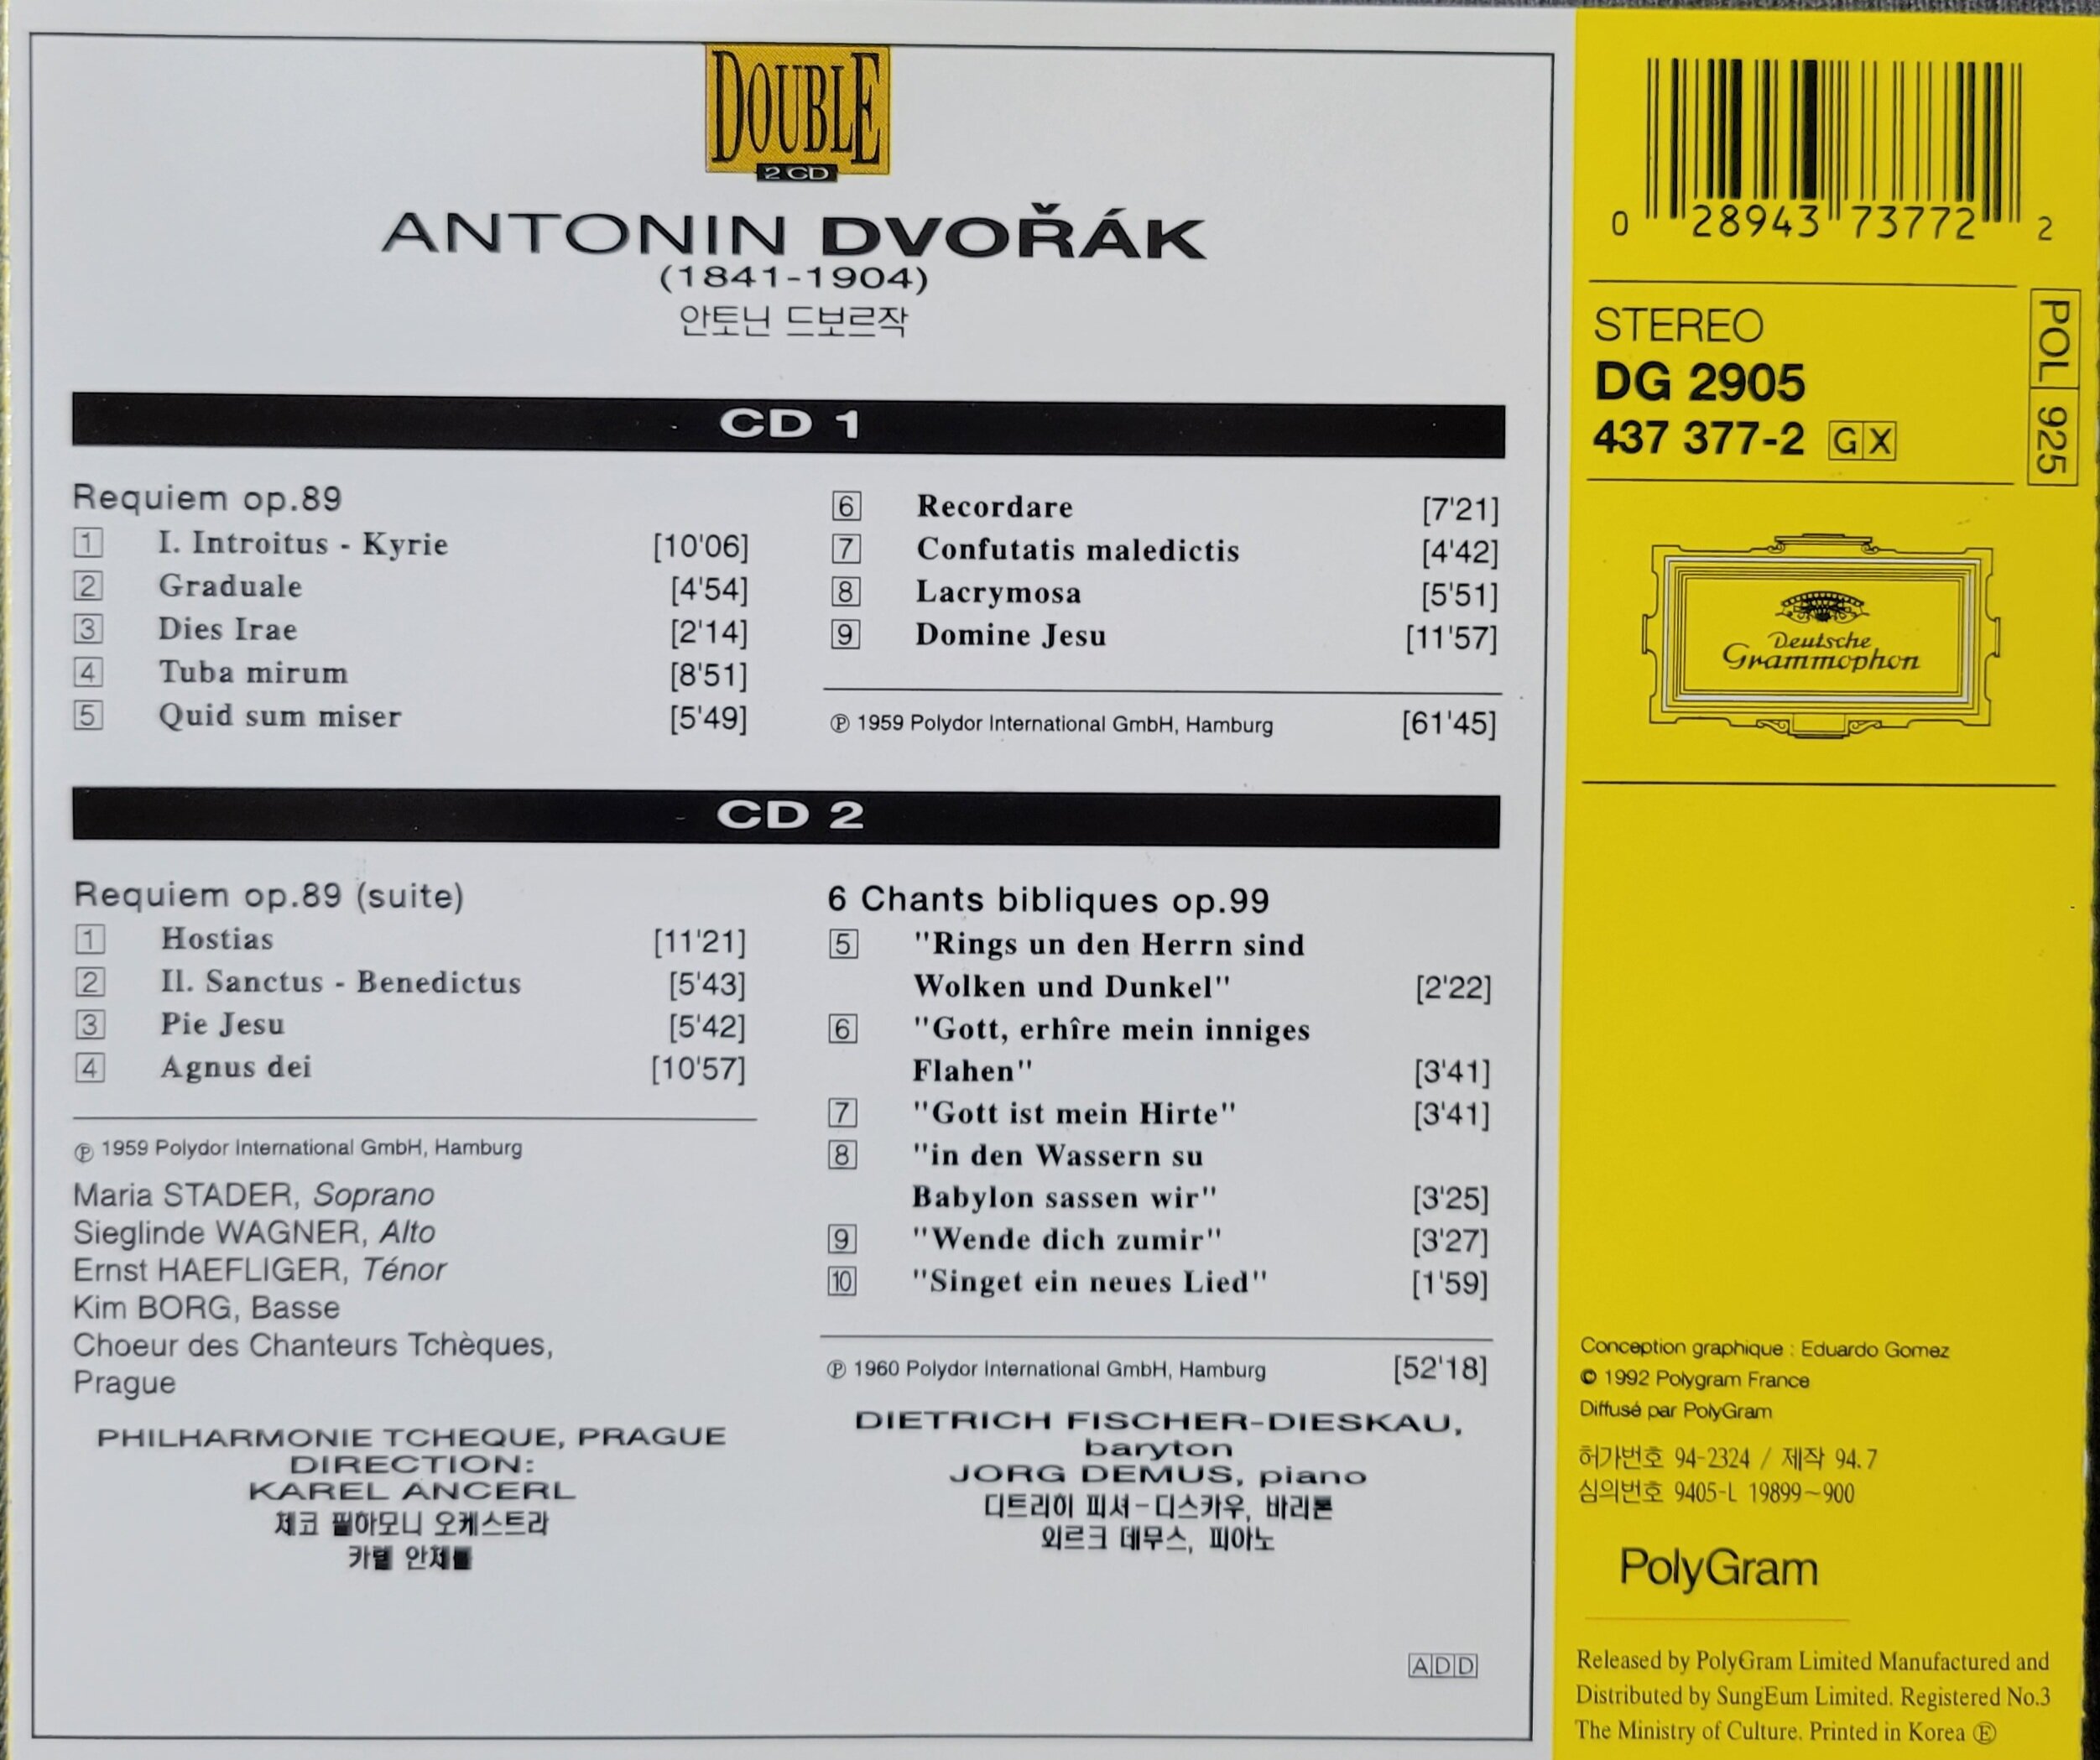 DOUBLE
2 CD
ANTONIN DVOŘÁK
(1841-1904)
안토닌 드보르작
CD 1
Requiem op.89
1 I. Introitus - Kyrie [10'06]
2 Graduale [4'54]
3 Dies Irae [2'14]
4 Tuba mirum [8'51]
5 Quid sum miser [5'49]
6 Recordare [7'21]
7 Confutatis maledictis [4'42]
8 Lacrymosa [5'51]
9 Domine Jesu [11'57]
℗ 1959 Polydor International GmbH, Hamburg [61'45]
CD 2
Requiem op.89 (suite)
1 Hostias [11'21]
2 II. Sanctus - Benedictus [5'43]
3 Pie Jesu [5'42]
4 Agnus dei [10'57]
℗ 1959 Polydor International GmbH, Hamburg
Maria STADER, Soprano
Sieglinde WAGNER, Alto
Ernst HAEFLIGER, Ténor
Kim BORG, Basse
Choeur des Chanteurs Tchèques,
Prague
PHILHARMONIE TCHEQUE, PRAGUE
DIRECTION:
KAREL ANCERL
체코 필하모니 오케스트라
카렐 안체를
6 Chants bibliques op.99
5 "Rings un den Herrn sind
Wolken und Dunkel" [2'22]
6 "Gott, erhîre mein inniges
Flahen" [3'41]
7 "Gott ist mein Hirte" [3'41]
8 "in den Wassern su
Babylon sassen wir" [3'25]
9 "Wende dich zumir" [3'27]
10 "Singet ein neues Lied" [1'59]
℗ 1960 Polydor International GmbH, Hamburg [52'18]
DIETRICH FISCHER-DIESKAU,
baryton
JORG DEMUS, piano
디트리히 피셔-디스카우, 바리톤
외르크 데무스, 피아노
ADD
0 28943 73772 2
STEREO
DG 2905
437 377-2 GX
POL 925
Deutsche
Grammophon
Conception graphique : Eduardo Gomez
© 1992 Polygram France
Diffusé par PolyGram
허가번호 94-2324 / 제작 94.7
심의번호 9405-L 19899~900
PolyGram
Released by PolyGram Limited Manufactured and
Distributed by SungEum Limited. Registered No.3
The Ministry of Culture. Printed in Korea Ⓔ